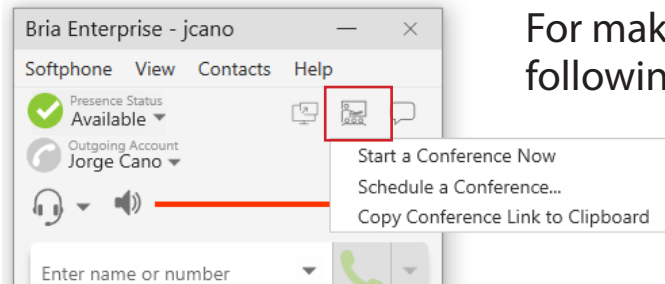 Bria Enterprise - jcano
For mak
followin
Softphone View Contacts Help
Presence Status
Available
Outgoing Account
Jorge Cano
Start a Conference Now
Schedule a Conference...
Copy Conference Link to Clipboard
Enter name or number